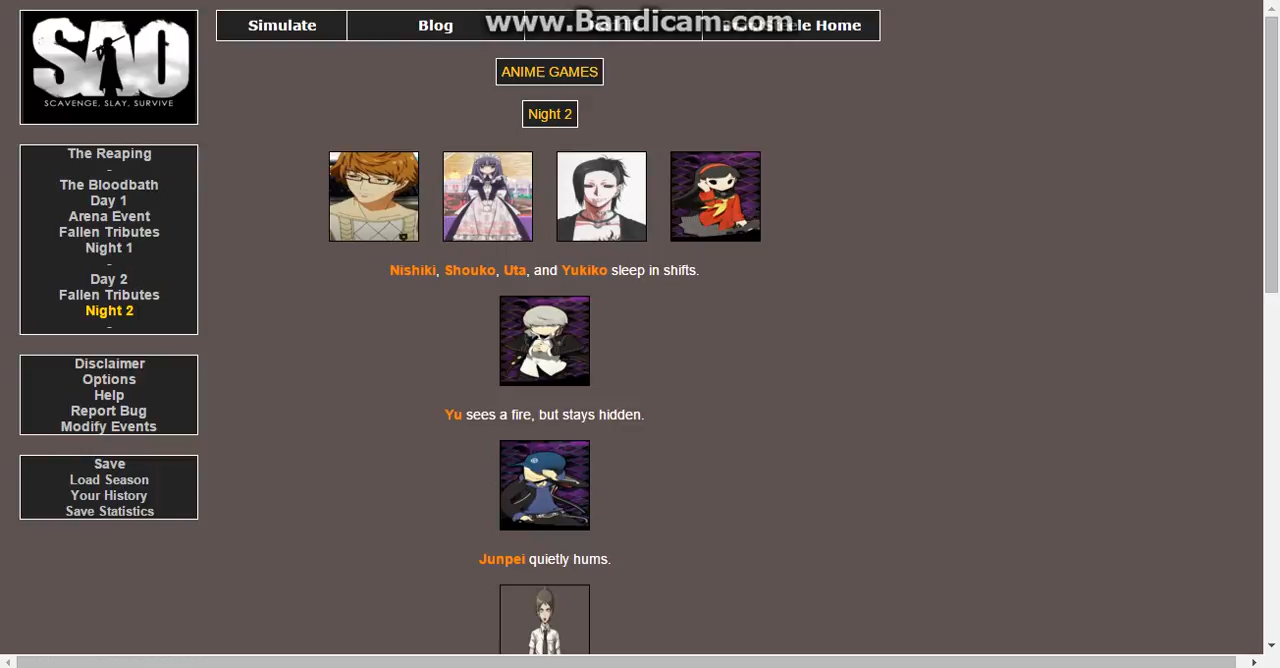 www.Bandicam.com
SAO
SCAVENGE, SLAY, SURVIVE
Simulate
Blog
Home
ANIME GAMES
Night 2
The Reaping
-
The Bloodbath
Day 1
Arena Event
Fallen Tributes
Night 1
-
Day 2
Fallen Tributes
Night 2
-
Disclaimer
Options
Help
Report Bug
Modify Events
Save
Load Season
Your History
Save Statistics
Nishiki, Shouko, Uta, and Yukiko sleep in shifts.
Yu sees a fire, but stays hidden.
Junpei quietly hums.